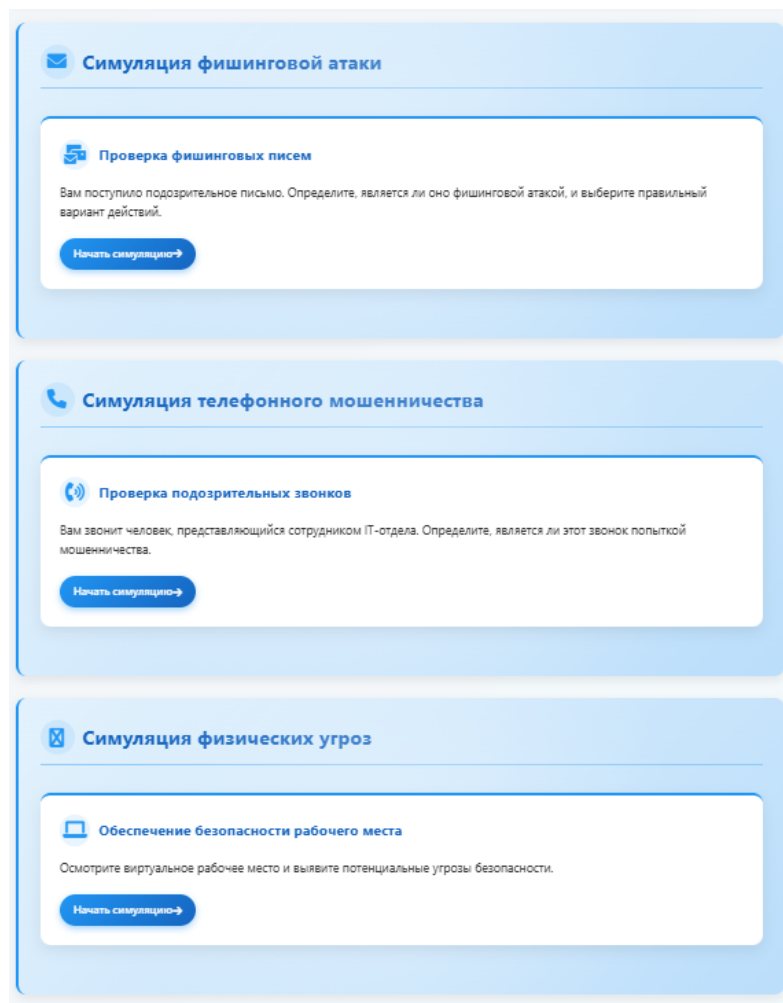 Симуляция фишинговой атаки
Проверка фишинговых писем
Вам поступило подозрительное письмо. Определите, является ли оно фишинговой атакой, и выберите правильный
вариант действий.
Начать симуляцию→
Симуляция телефонного мошенничества
Проверка подозрительных звонков
Вам звонит человек, представляющийся сотрудником IT-отдела. Определите, является ли этот звонок попыткой
мошенничества.
Начать симуляцию→
Симуляция физических угроз
Обеспечение безопасности рабочего места
Осмотрите виртуальное рабочее место и выявите потенциальные угрозы безопасности.
Начать симуляцию→